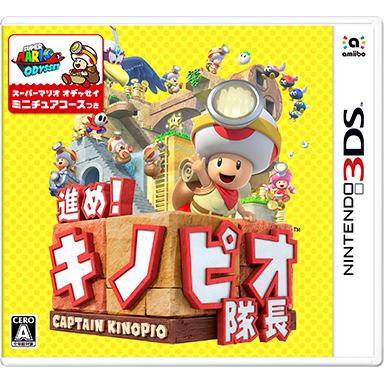 SUPER
MARIO
ODYSSEY
スーパーマリオ オデッセイ
ミニチュアコースつき
amiibo
NINTENDO 3DS
進め!
キノピオ
隊長
TM
CAPTAIN KINOPIO
CERO
A